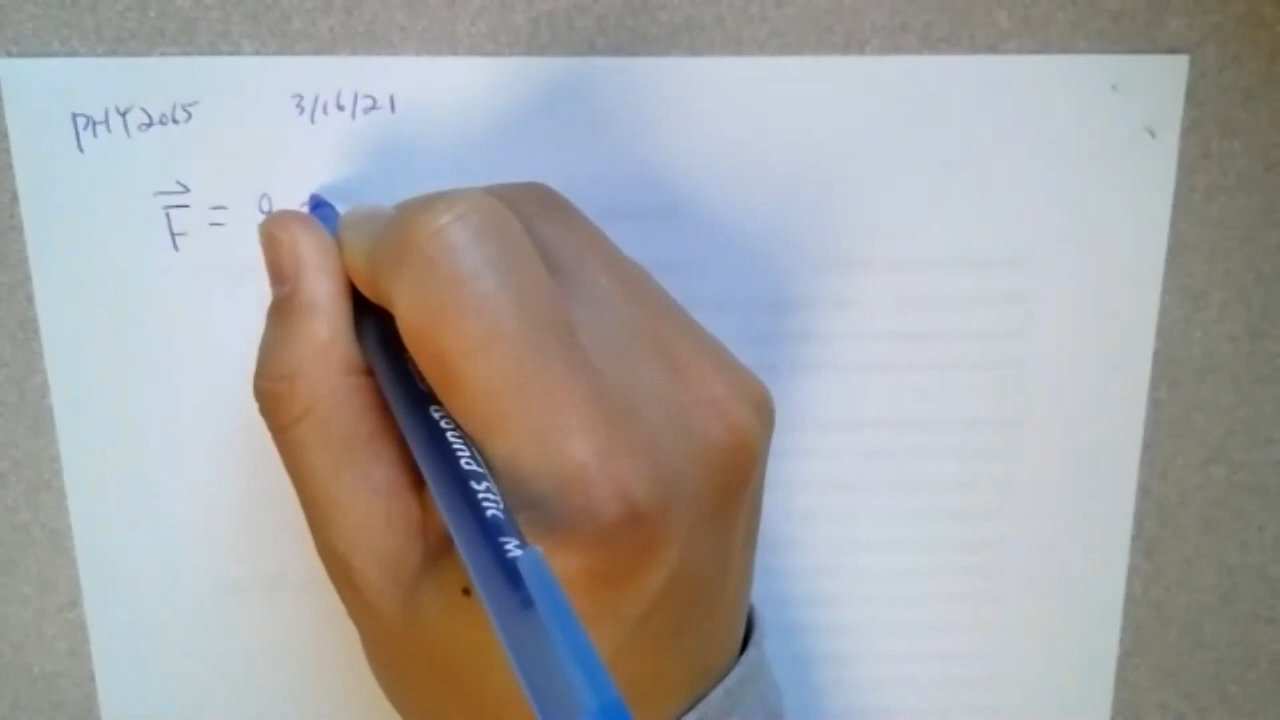 PHY2065 3/16/21
F⃗ = q
Round Stic M